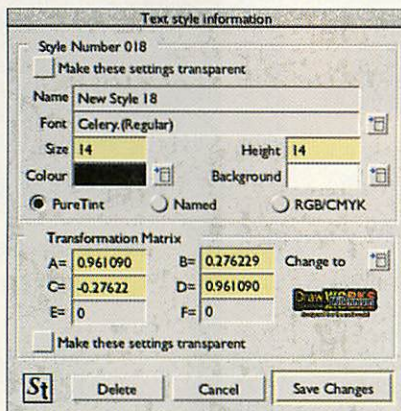 Text style information
Style Number 018
Make these settings transparent
Name New Style 18
Font Celery.(Regular)
Size 14 Height 14
Colour Background
PureTint Named RGB/CMYK
Transformation Matrix
A= 0.961090 B= 0.276229 Change to
C= -0.27622 D= 0.961090
E= 0 F= 0
DrawWORKS
Make these settings transparent
St Delete Cancel Save Changes